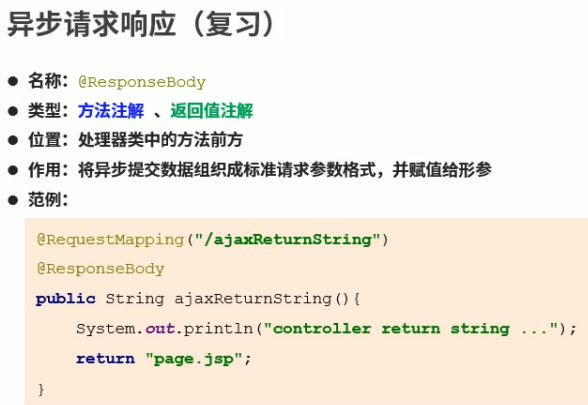 异步请求响应（复习）
● 名称：@ResponseBody
● 类型：方法注解 、返回值注解
● 位置：处理器类中的方法前方
● 作用：将异步提交数据组织成标准请求参数格式，并赋值给形参
● 范例：
@RequestMapping("/ajaxReturnString")
@ResponseBody
public String ajaxReturnString(){
    System.out.println("controller return string ...");
    return "page.jsp";
}